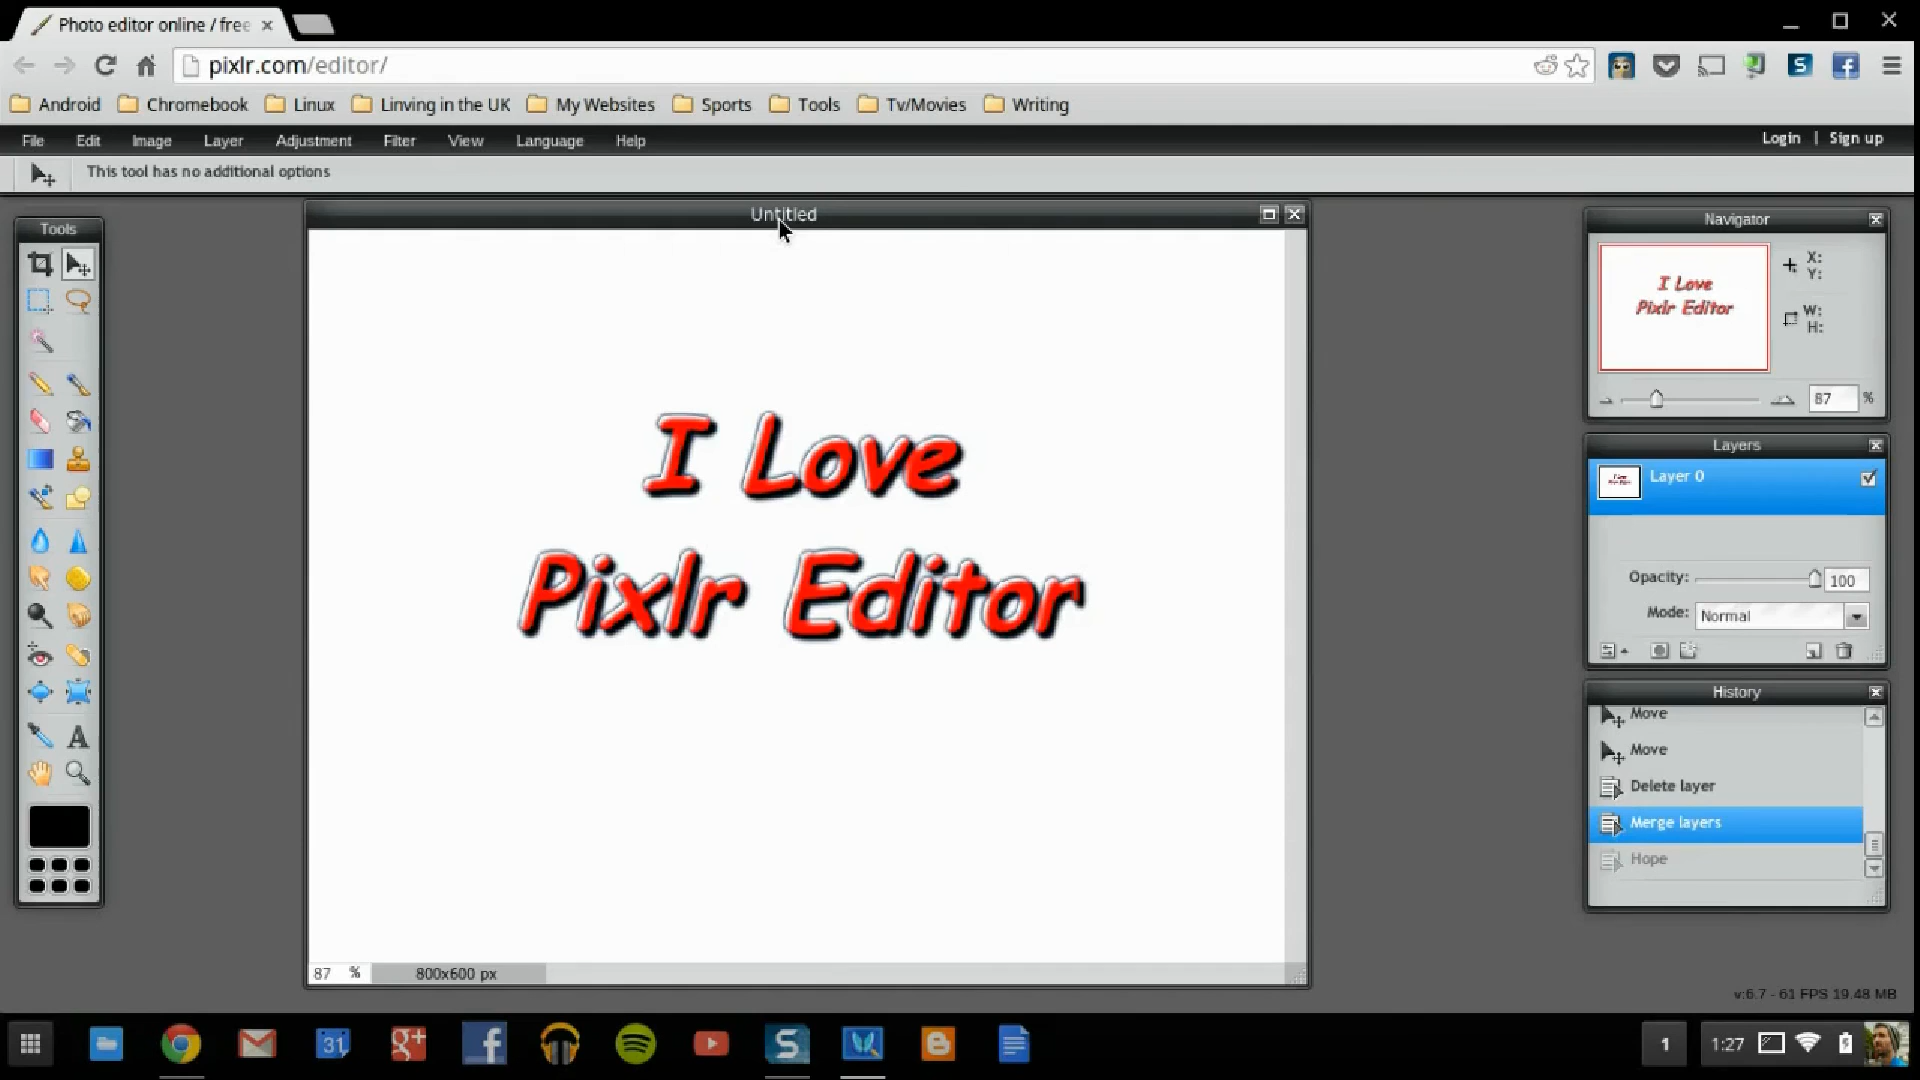 Photo editor online / free
pixlr.com/editor/
Android Chromebook Linux Linving in the UK My Websites Sports Tools Tv/Movies Writing
File Edit Image Layer Adjustment Filter View Language Help Login | Sign up
This tool has no additional options
Tools
Untitled
I Love
Pixlr Editor
87 % 800x600 px
Navigator
I Love
Pixlr Editor
X:
Y:
W:
H:
87 %
Layers
Layer 0
Opacity: 100
Mode: Normal
History
Move
Move
Delete layer
Merge layers
Hope
v:6.7 - 61 FPS 19.48 MB
31 1 1:27